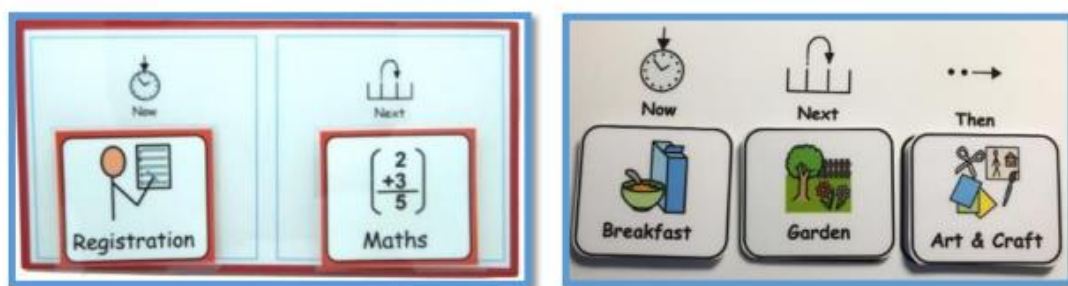 Now Next
Registration
2
+3
5
Maths
Now Next Then
Breakfast Garden Art & Craft